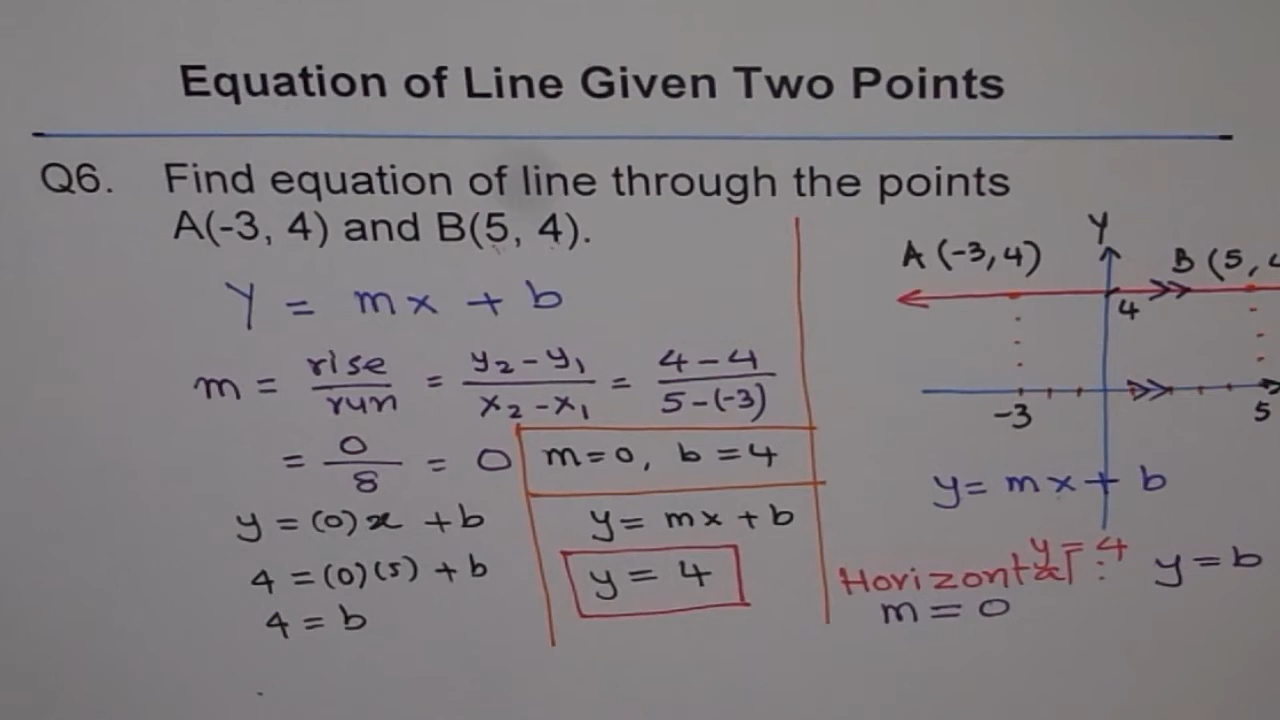 Equation of Line Given Two Points
Q6. Find equation of line through the points
A(-3, 4) and B(5, 4).
Y = mx + b
m = rise/run = y₂-y₁/x₂-x₁ = 4-4/5-(-3)
= 0/8 = 0
y = (0)x + b
4 = (0)(5) + b
4 = b
m=0, b=4
y = mx + b
y = 4
Y
A (-3,4) B (5,
4
-3 5
y = mx + b
y = 4
Horizontal : y = b
m = 0